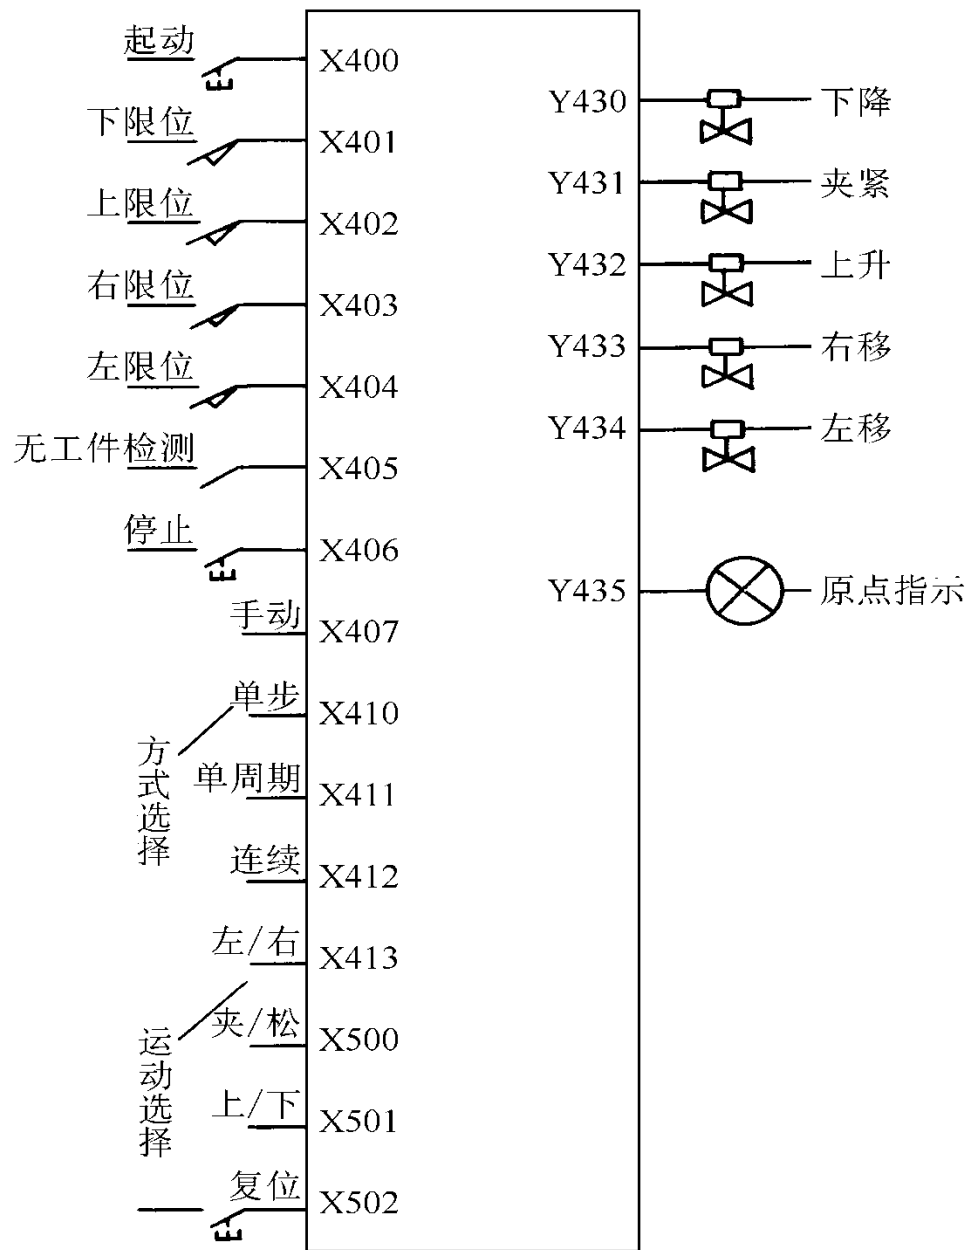 起动 X400
下限位 X401
上限位 X402
右限位 X403
左限位 X404
无工件检测 X405
停止 X406
手动 X407
单步 X410
单周期 X411
连续 X412
方式选择
左/右 X413
夹/松 X500
上/下 X501
运动选择
复位 X502
Y430 下降
Y431 夹紧
Y432 上升
Y433 右移
Y434 左移
Y435 原点指示